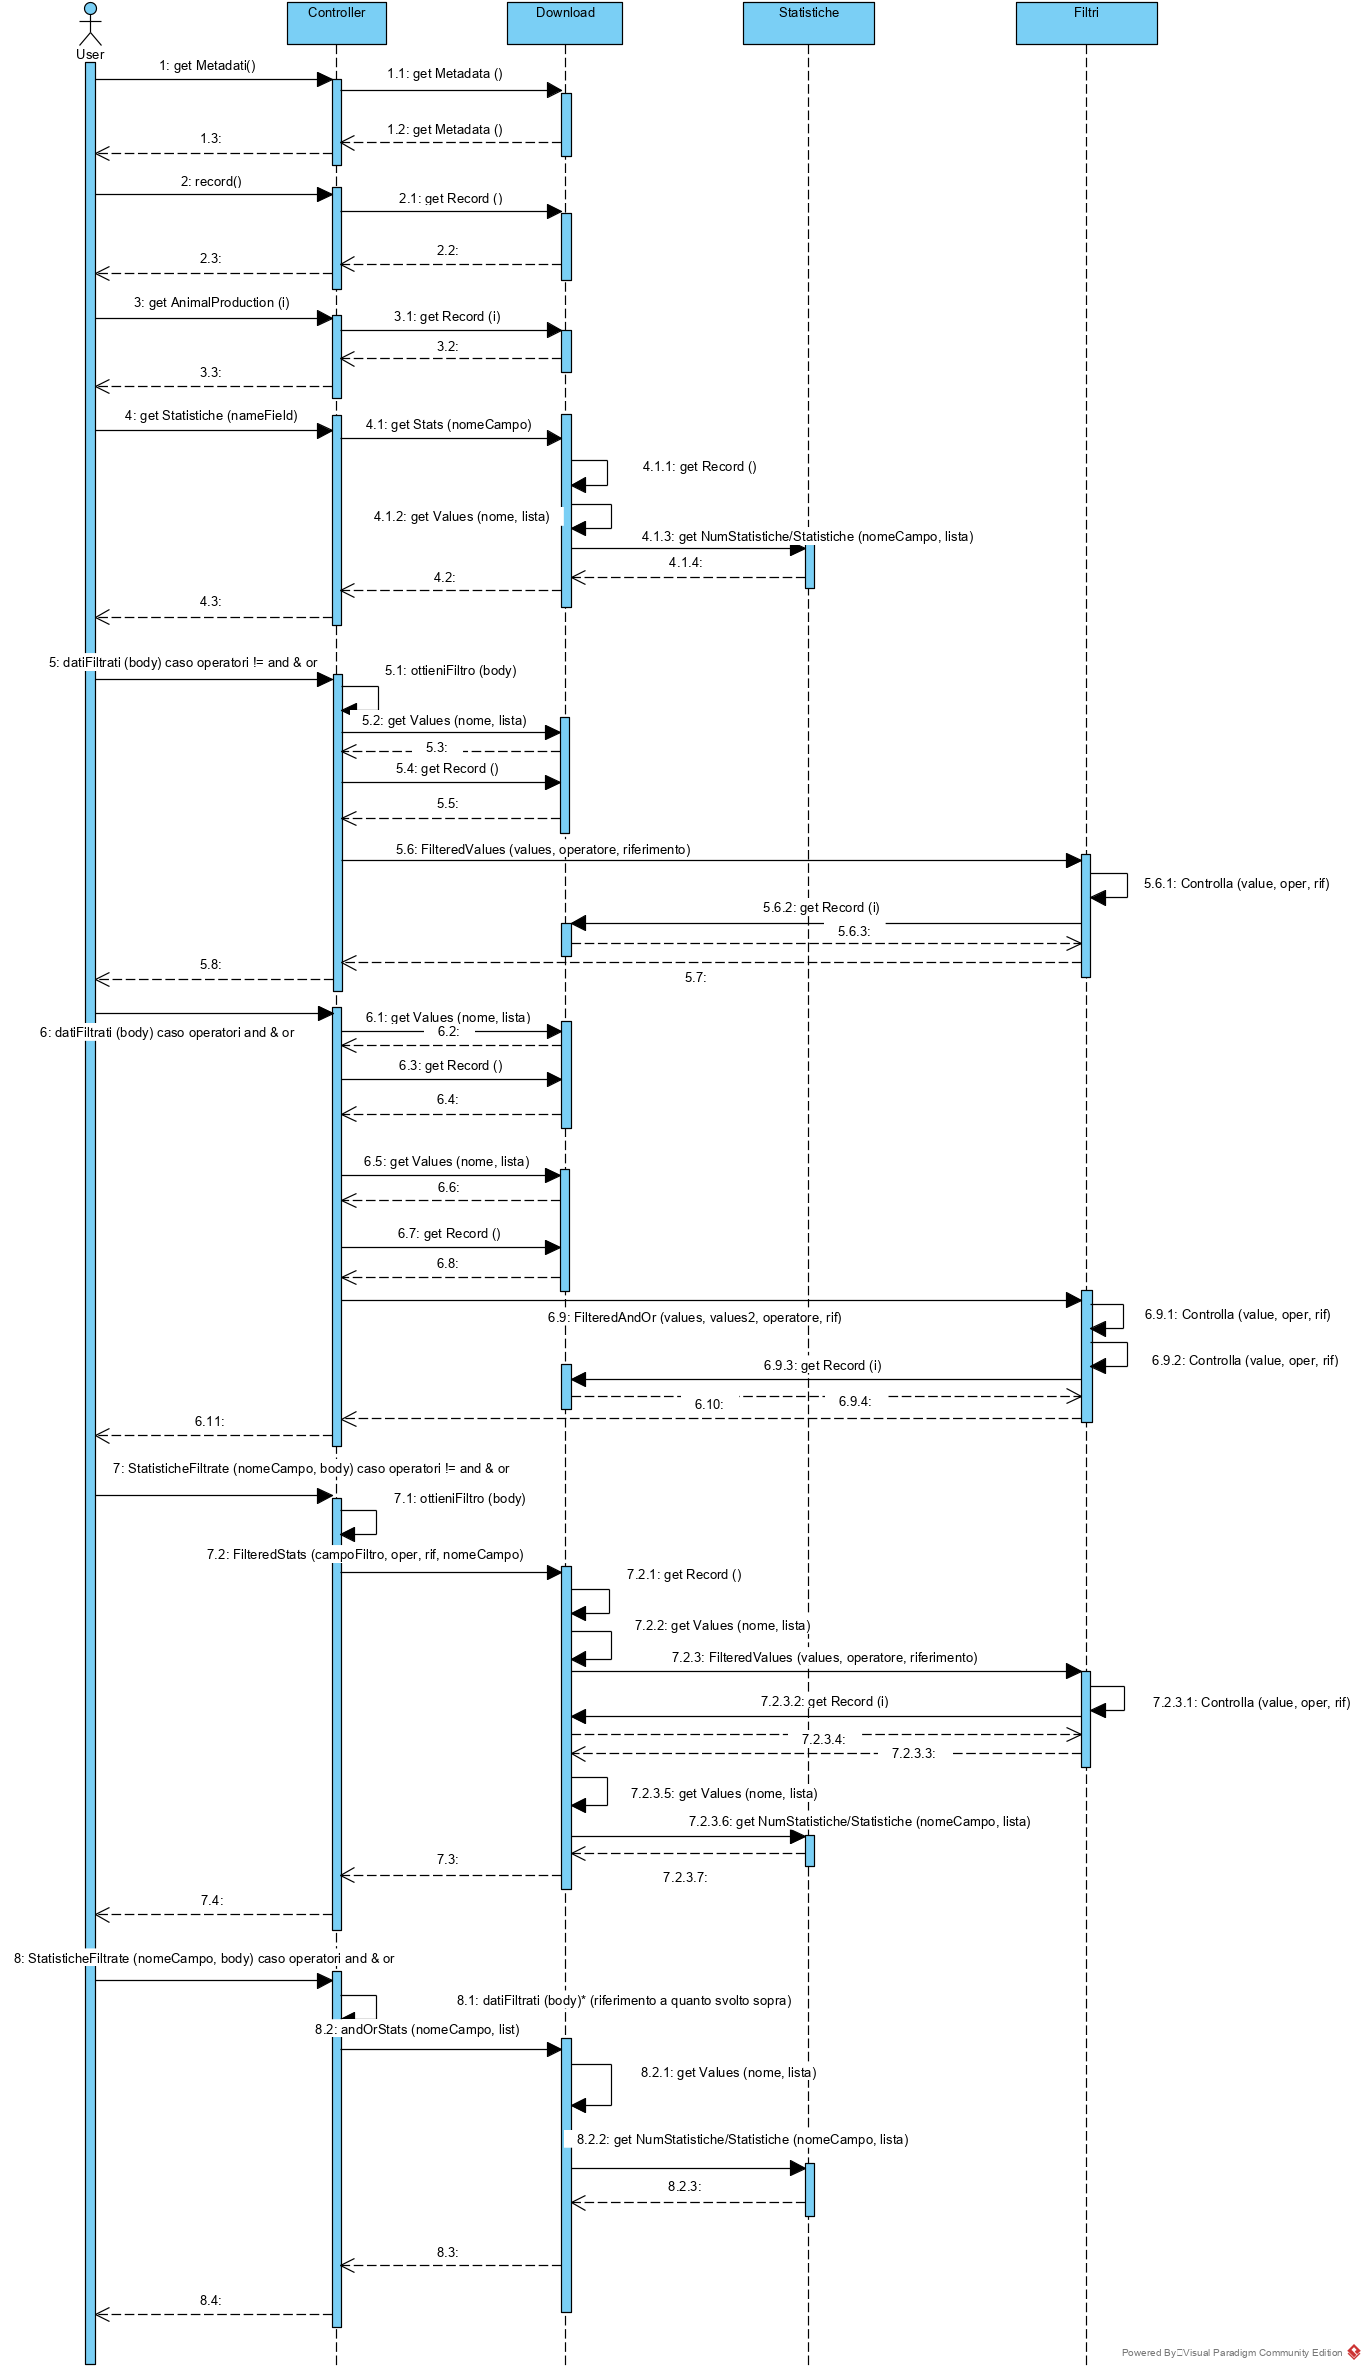 User
Controller
Download
Statistiche
Filtri
1: get Metadati()
1.1: get Metadata ()
1.2: get Metadata ()
1.3:
2: record()
2.1: get Record ()
2.2:
2.3:
3: get AnimalProduction (i)
3.1: get Record (i)
3.2:
3.3:
4: get Statistiche (nameField)
4.1: get Stats (nomeCampo)
4.1.1: get Record ()
4.1.2: get Values (nome, lista)
4.1.3: get NumStatistiche/Statistiche (nomeCampo, lista)
4.1.4:
4.2:
4.3:
5: datiFiltrati (body) caso operatori != and & or
5.1: ottieniFiltro (body)
5.2: get Values (nome, lista)
5.3:
5.4: get Record ()
5.5:
5.6: FilteredValues (values, operatore, riferimento)
5.6.1: Controlla (value, oper, rif)
5.6.2: get Record (i)
5.6.3:
5.7:
5.8:
6: datiFiltrati (body) caso operatori and & or
6.1: get Values (nome, lista)
6.2:
6.3: get Record ()
6.4:
6.5: get Values (nome, lista)
6.6:
6.7: get Record ()
6.8:
6.9: FilteredAndOr (values, values2, operatore, rif)
6.9.1: Controlla (value, oper, rif)
6.9.2: Controlla (value, oper, rif)
6.9.3: get Record (i)
6.9.4:
6.10:
6.11:
7: StatisticheFiltrate (nomeCampo, body) caso operatori != and & or
7.1: ottieniFiltro (body)
7.2: FilteredStats (campoFiltro, oper, rif, nomeCampo)
7.2.1: get Record ()
7.2.2: get Values (nome, lista)
7.2.3: FilteredValues (values, operatore, riferimento)
7.2.3.1: Controlla (value, oper, rif)
7.2.3.2: get Record (i)
7.2.3.4:
7.2.3.3:
7.2.3.5: get Values (nome, lista)
7.2.3.6: get NumStatistiche/Statistiche (nomeCampo, lista)
7.2.3.7:
7.3:
7.4:
8: StatisticheFiltrate (nomeCampo, body) caso operatori and & or
8.1: datiFiltrati (body)* (riferimento a quanto svolto sopra)
8.2: andOrStats (nomeCampo, list)
8.2.1: get Values (nome, lista)
8.2.2: get NumStatistiche/Statistiche (nomeCampo, lista)
8.2.3:
8.3:
8.4:
Powered By Visual Paradigm Community Edition